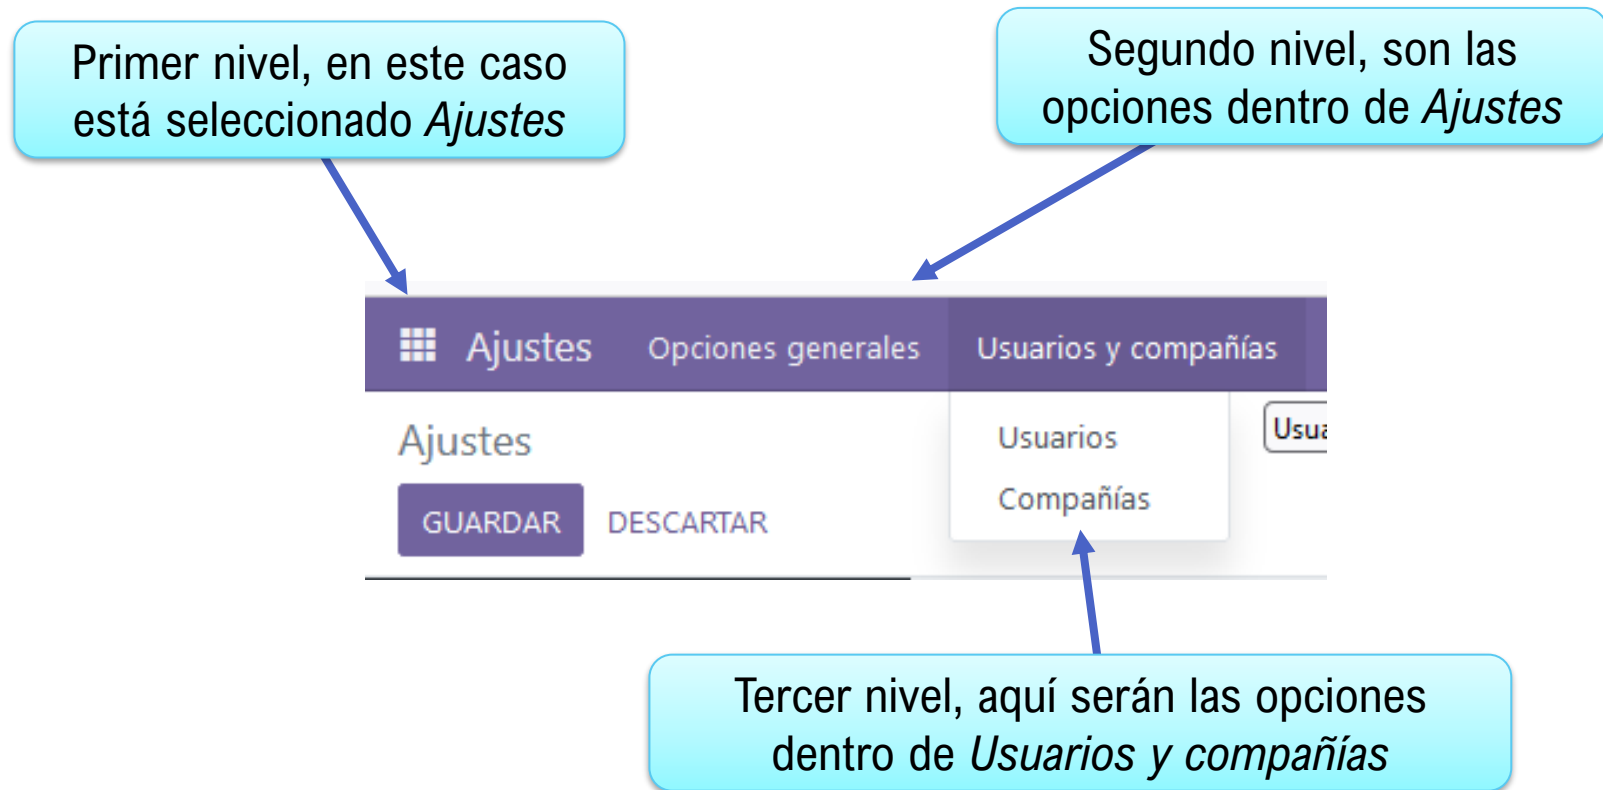 Primer nivel, en este caso
está seleccionado Ajustes
Segundo nivel, son las
opciones dentro de Ajustes
Ajustes Opciones generales Usuarios y compañías
Ajustes
Usuarios
Compañías
GUARDAR DESCARTAR
Tercer nivel, aquí serán las opciones
dentro de Usuarios y compañías